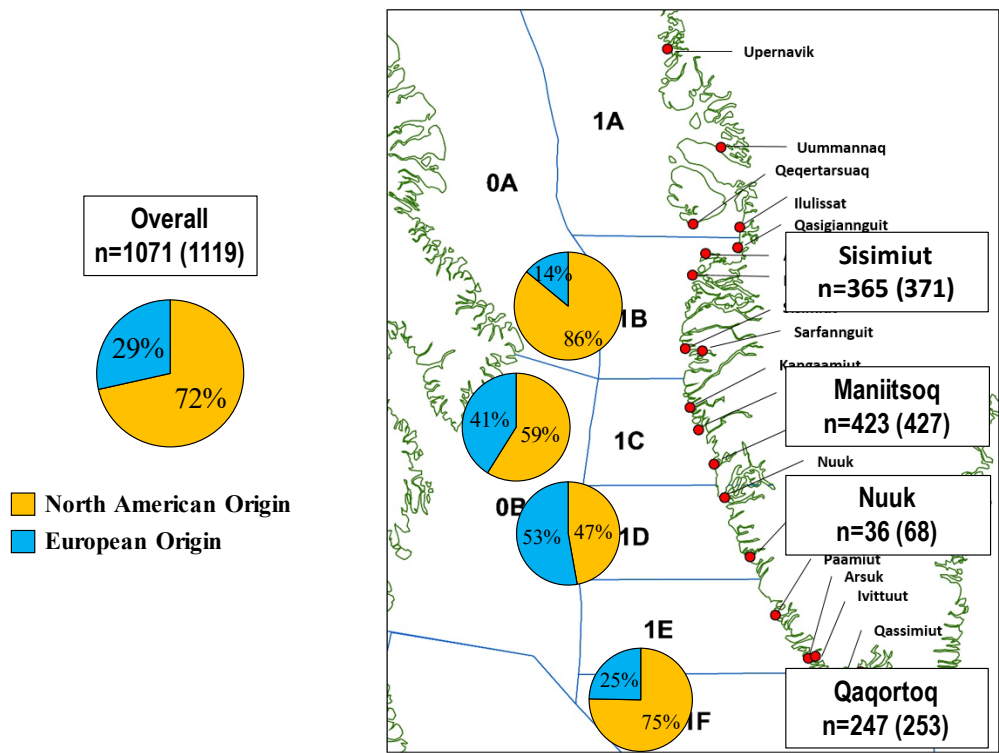 Overall
n=1071 (1119)
29%
72%
North American Origin
European Origin
Upernavik
1A
Uummannaq
Qeqertarsuaq
0A
Ilulissat
Qasigiannguit
Sisimiut
n=365 (371)
14%
86%
1B
Sarfannguit
Kangaamiut
Maniitsoq
n=423 (427)
41%
59%
1C
Nuuk
0B
Nuuk
n=36 (68)
53%
47%
1D
Paamiut
Arsuk
Ivittuut
1E
Qassimiut
25%
75%
1F
Qaqortoq
n=247 (253)